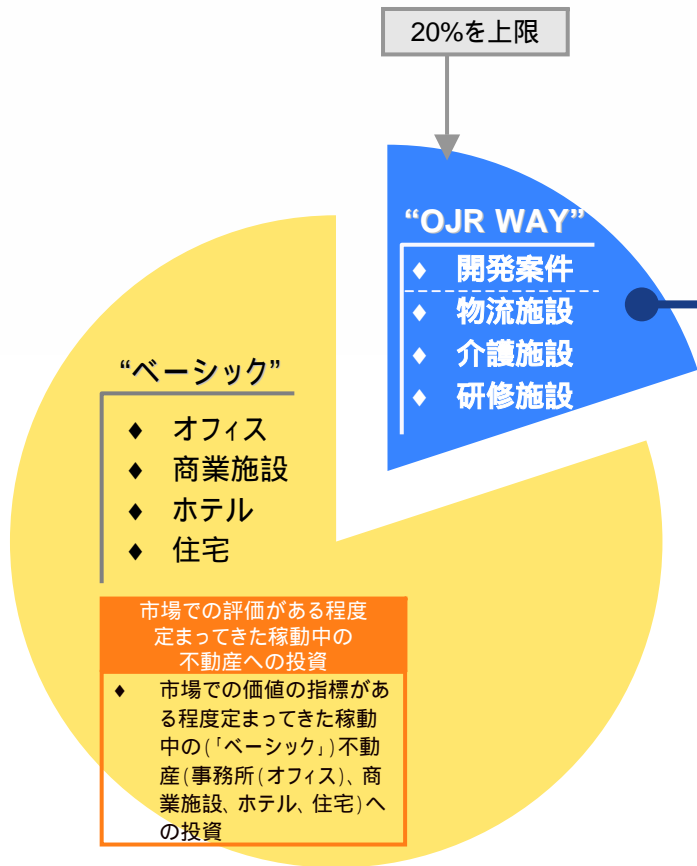 20%を上限
“OJR WAY”
♦ 開発案件
♦ 物流施設
♦ 介護施設
♦ 研修施設
“ベーシック”
♦ オフィス
♦ 商業施設
♦ ホテル
♦ 住宅
市場での評価がある程度
定まってきた稼動中の
不動産への投資
♦ 市場での価値の指標があ
る程度定まってきた稼動
中の(「ベーシック」)不動
産(事務所(オフィス)、商
業施設、ホテル、住宅)へ
の投資